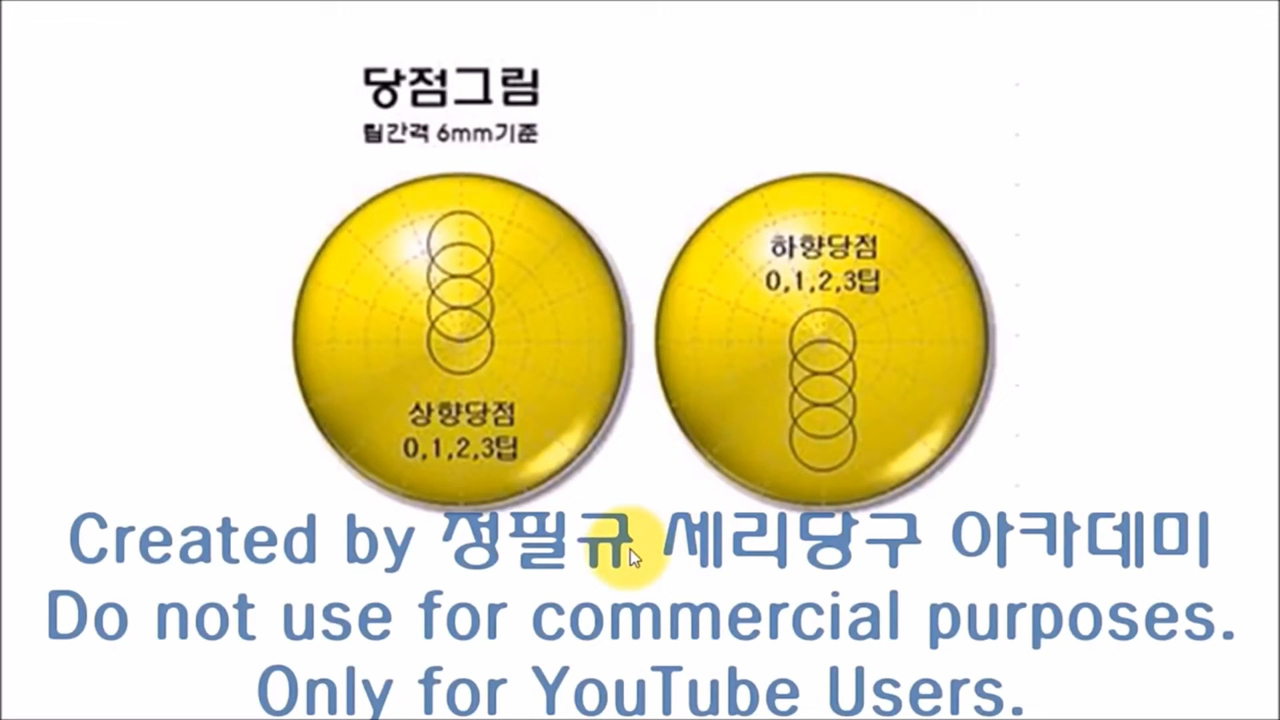 당점그림
팁간격 6mm기준
하향당점
0,1,2,3팁
상향당점
0,1,2,3팁
Created by 정필규 세리당구 아카데미
Do not use for commercial purposes.
Only for YouTube Users.